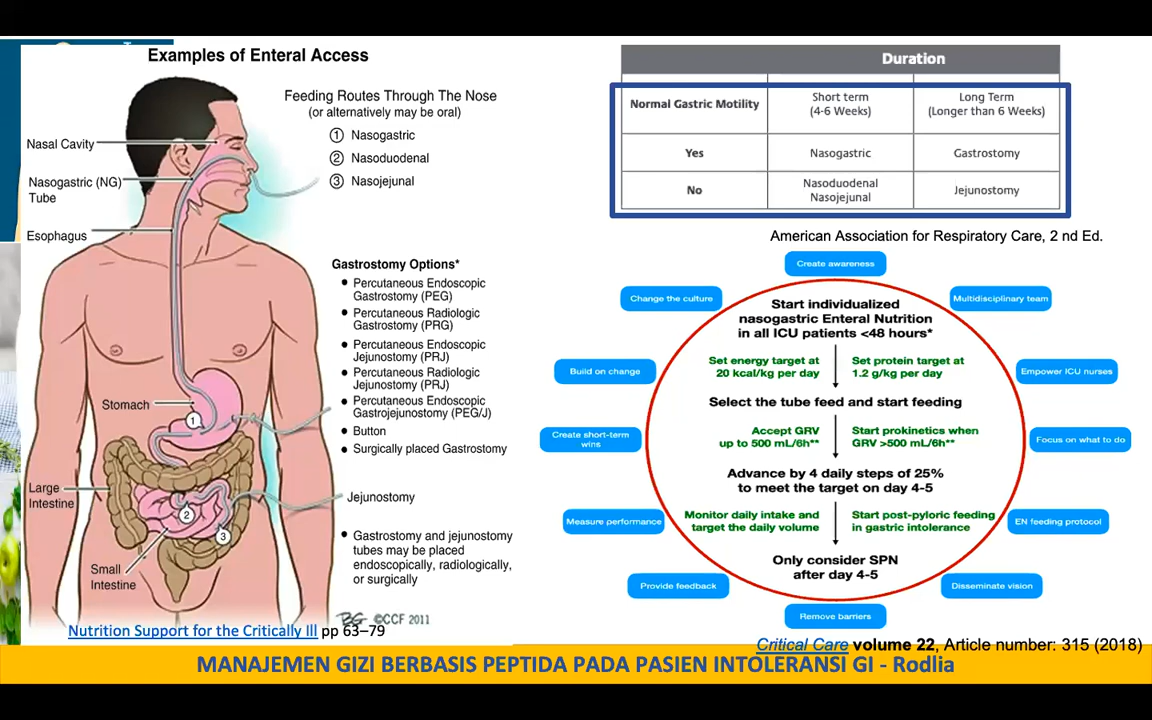 Examples of Enteral Access
Feeding Routes Through The Nose
(or alternatively may be oral)
① Nasogastric
② Nasoduodenal
③ Nasojejunal
Nasal Cavity
Nasogastric (NG)
Tube
Esophagus
Gastrostomy Options*
• Percutaneous Endoscopic
Gastrostomy (PEG)
• Percutaneous Radiologic
Gastrostomy (PRG)
• Percutaneous Endoscopic
Jejunostomy (PRJ)
• Percutaneous Radiologic
Jejunostomy (PRJ)
• Percutaneous Endoscopic
Gastrojejunostomy (PEG/J)
• Button
• Surgically placed Gastrostomy
Stomach
1
Large
Intestine
2
3
Jejunostomy
Small
Intestine
• Gastrostomy and jejunostomy
tubes may be placed
endoscopically, radiologically,
or surgically
©CCF 2011
Nutrition Support for the Critically Ill pp 63–79
Duration
Normal Gastric Motility
Short term
(4-6 Weeks)
Long Term
(Longer than 6 Weeks)
Yes
Nasogastric
Gastrostomy
No
Nasoduodenal
Nasojejunal
Jejunostomy
American Association for Respiratory Care, 2 nd Ed.
Create awareness
Change the culture
Multidisciplinary team
Start individualized
nasogastric Enteral Nutrition
in all ICU patients <48 hours*
Set energy target at
20 kcal/kg per day
Set protein target at
1.2 g/kg per day
Build on change
Empower ICU nurses
Select the tube feed and start feeding
Accept GRV
up to 500 mL/6h**
Start prokinetics when
GRV >500 mL/6h**
Create short-term
wins
Focus on what to do
Advance by 4 daily steps of 25%
to meet the target on day 4-5
Monitor daily intake and
target the daily volume
Start post-pyloric feeding
in gastric intolerance
Measure performance
EN feeding protocol
Only consider SPN
after day 4-5
Provide feedback
Disseminate vision
Remove barriers
Critical Care volume 22, Article number: 315 (2018)
MANAJEMEN GIZI BERBASIS PEPTIDA PADA PASIEN INTOLERANSI GI - Rodlia